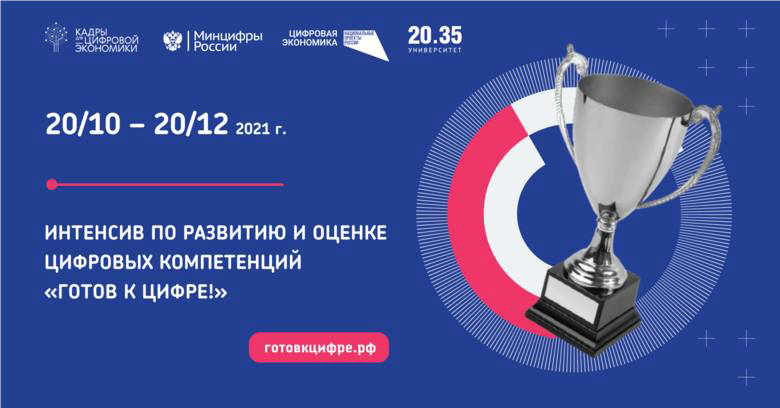 КАДРЫ
ДЛЯ ЦИФРОВОЙ
ЭКОНОМИКИ
МИНЦИФРЫ
РОССИИ
ЦИФРОВАЯ
ЭКОНОМИКА
НАЦИОНАЛЬНЫЕ
ПРОЕКТЫ
РОССИИ
20.35
УНИВЕРСИТЕТ
20/10 – 20/12 2021 г.
ИНТЕНСИВ ПО РАЗВИТИЮ И ОЦЕНКЕ
ЦИФРОВЫХ КОМПЕТЕНЦИЙ
«ГОТОВ К ЦИФРЕ!»
готовкцифре.рф